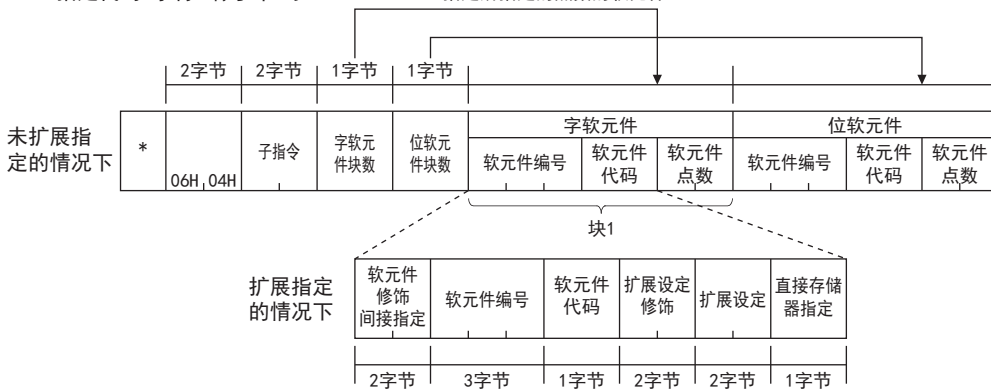 2字节 2字节 1字节 1字节
未扩展指
定的情况下
*
06H 04H
子指令
字软元
件块数
位软元
件块数
字软元件
软元件编号
软元件
代码
软元件
点数
位软元件
软元件编号
软元件
代码
软元件
点数
块1
扩展指定
的情况下
软元件
修饰
间接指定
软元件编号
软元件
代码
扩展设定
修饰
扩展设定
直接存储
器指定
2字节 3字节 1字节 2字节 2字节 1字节